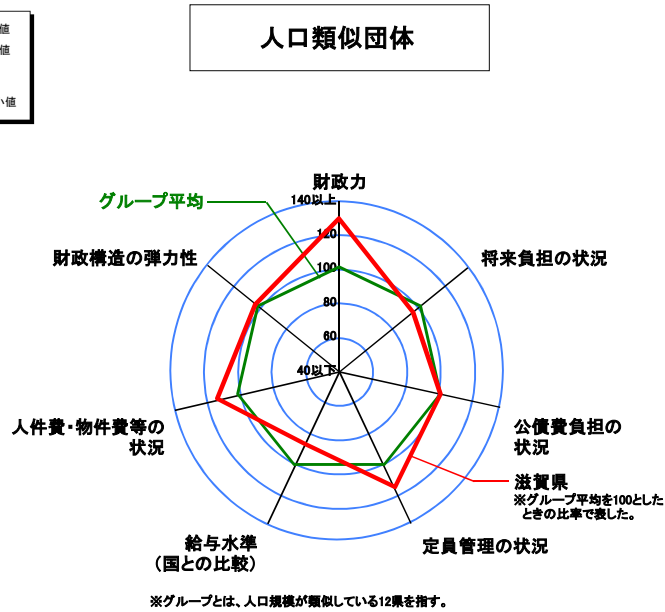 値
人口類似団体
値
い値
財政力
140以上
グループ平均
120
財政構造の弾力性
将来負担の状況
100
80
60
40以下
人件費・物件費等の
状況
公債費負担の
状況
滋賀県
※グループ平均を100とした
ときの比率で表した。
給与水準
(国との比較)
定員管理の状況
※グループとは、人口規模が類似している12県を指す。